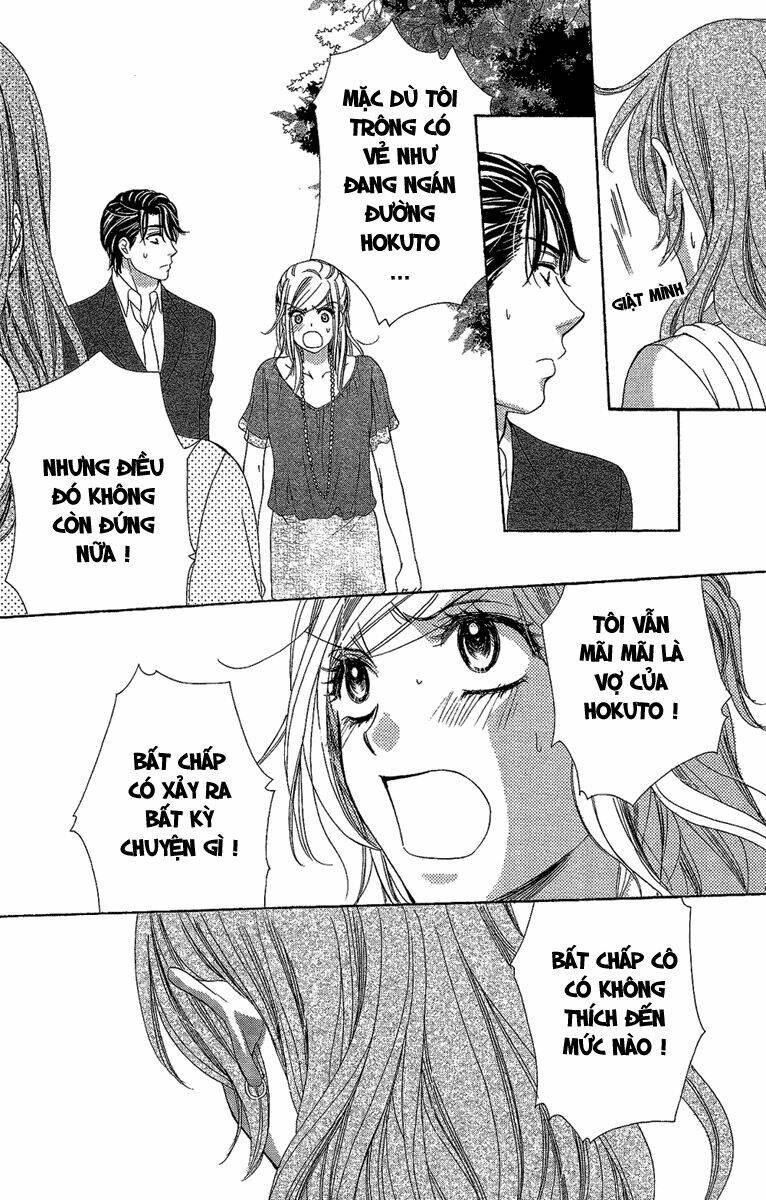 GIẬT MÌNH
MẶC DÙ TÔI
TRÔNG CÓ
VẺ NHƯ
ĐANG NGÁN
ĐƯỜNG
HOKUTO
...
NHƯNG ĐIỀU
ĐÓ KHÔNG
CÒN ĐÚNG
NỮA !
TÔI VẪN
MÃI MÃI LÀ
VỢ CỦA
HOKUTO !
BẤT CHẤP
CÓ XẢY RA
BẤT KỲ
CHUYỆN GÌ !
BẤT CHẤP CÔ
CÓ KHÔNG
THÍCH ĐẾN
MỨC NÀO !